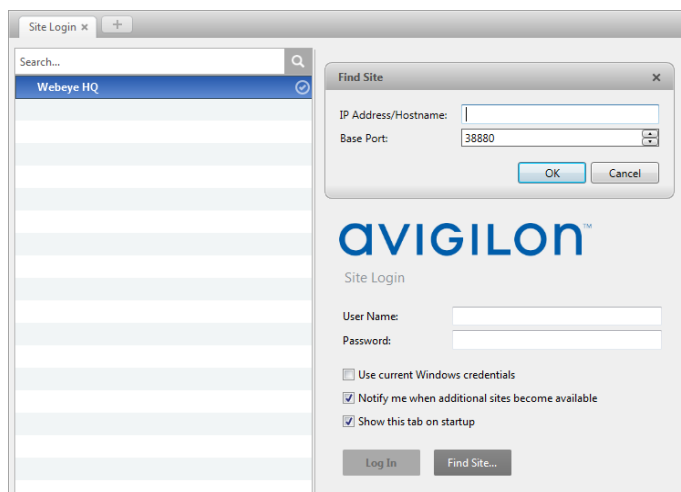 Site Login ×
+
Search...
Webeye HQ
Find Site ×
IP Address/Hostname:
Base Port: 38880
OK Cancel
avigilon™
Site Login
User Name:
Password:
Use current Windows credentials
Notify me when additional sites become available
Show this tab on startup
Log In Find Site...